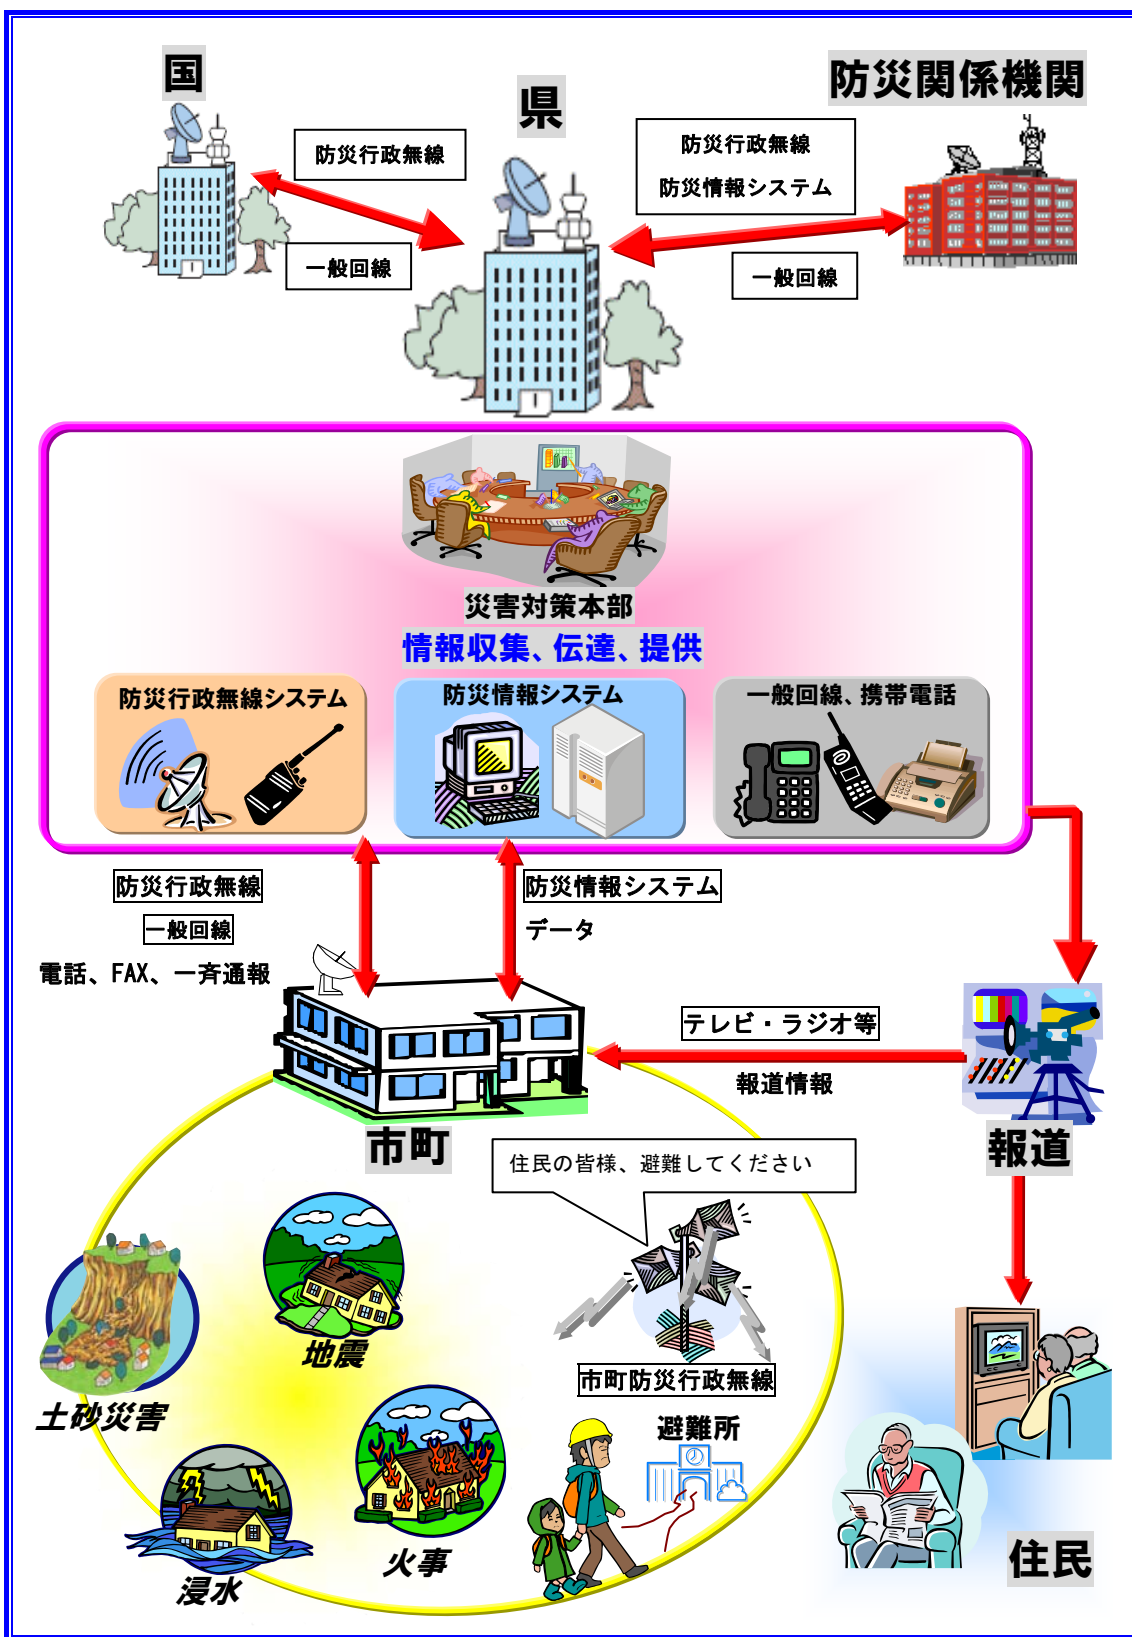 国
県
防災関係機関
防災行政無線
一般回線
防災行政無線
防災情報システム
一般回線
災害対策本部
情報収集、伝達、提供
防災行政無線システム
防災情報システム
一般回線、携帯電話
防災行政無線
一般回線
電話、FAX、一斉通報
防災情報システム
データ
テレビ・ラジオ等
報道情報
市町
報道
住民の皆様、避難してください
地震
土砂災害
市町防災行政無線
避難所
火事
浸水
住民